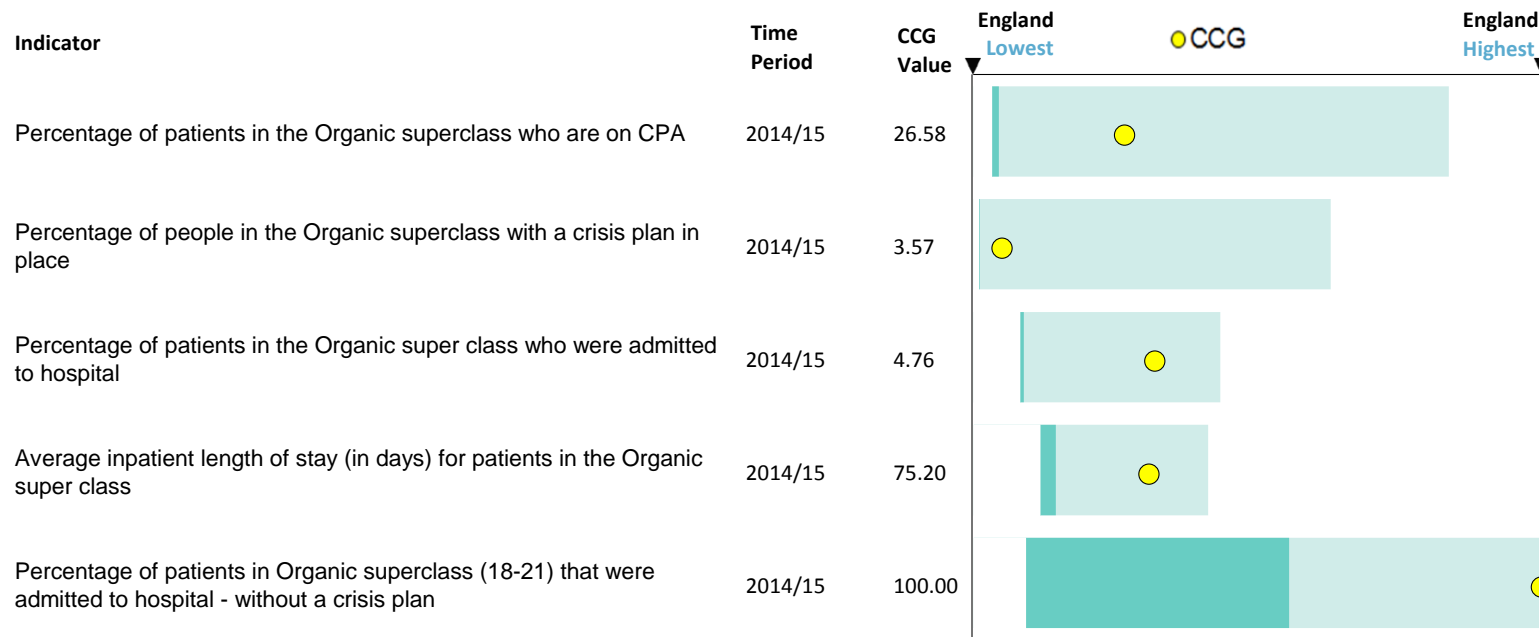 Indicator Time Period CCG Value England Lowest CCG England Highest
Percentage of patients in the Organic superclass who are on CPA 2014/15 26.58
Percentage of people in the Organic superclass with a crisis plan in
place 2014/15 3.57
Percentage of patients in the Organic super class who were admitted
to hospital 2014/15 4.76
Average inpatient length of stay (in days) for patients in the Organic
super class 2014/15 75.20
Percentage of patients in Organic superclass (18-21) that were
admitted to hospital - without a crisis plan 2014/15 100.00